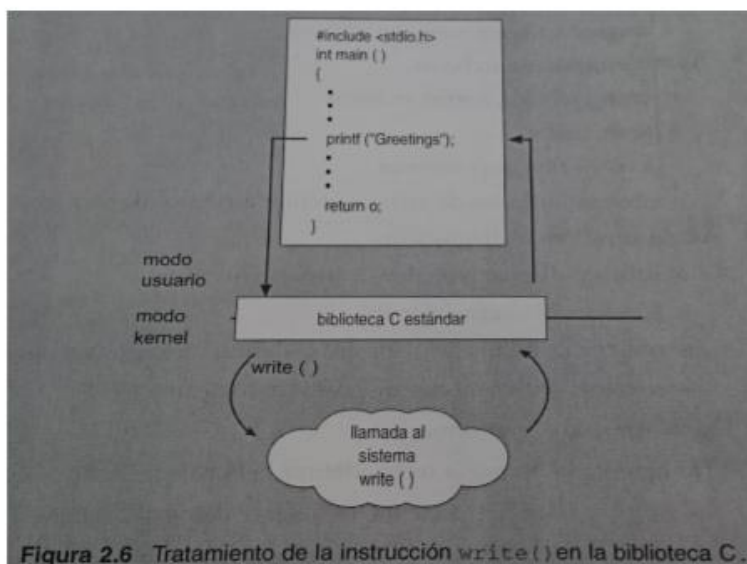 #include <stdio.h>
int main ( )
{
•
•
•
printf ("Greetings");
•
•
•
•
return o;
}
modo
usuario
modo
kernel
biblioteca C estándar
write ( )
llamada al
sistema
write ( )
Figura 2.6 Tratamiento de la instrucción write() en la biblioteca C.